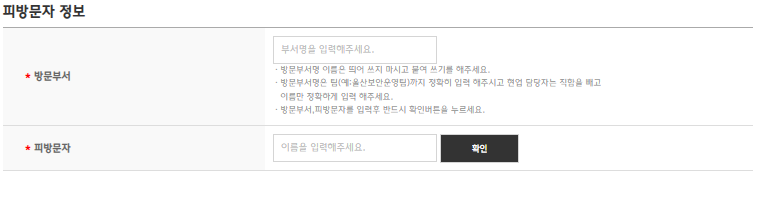 피방문자 정보
* 방문부서
부서명을 입력해주세요.
· 방문부서명 이름은 띄어 쓰지 마시고 붙여 쓰기를 해주세요.
· 방문부서명은 팀(예:울산보안운영팀)까지 정확히 입력 해주시고 현업 담당자는 직함을 빼고
이름만 정확하게 입력 해주세요.
· 방문부서,피방문자를 입력후 반드시 확인버튼을 누르세요.
* 피방문자
이름을 입력해주세요.
확인